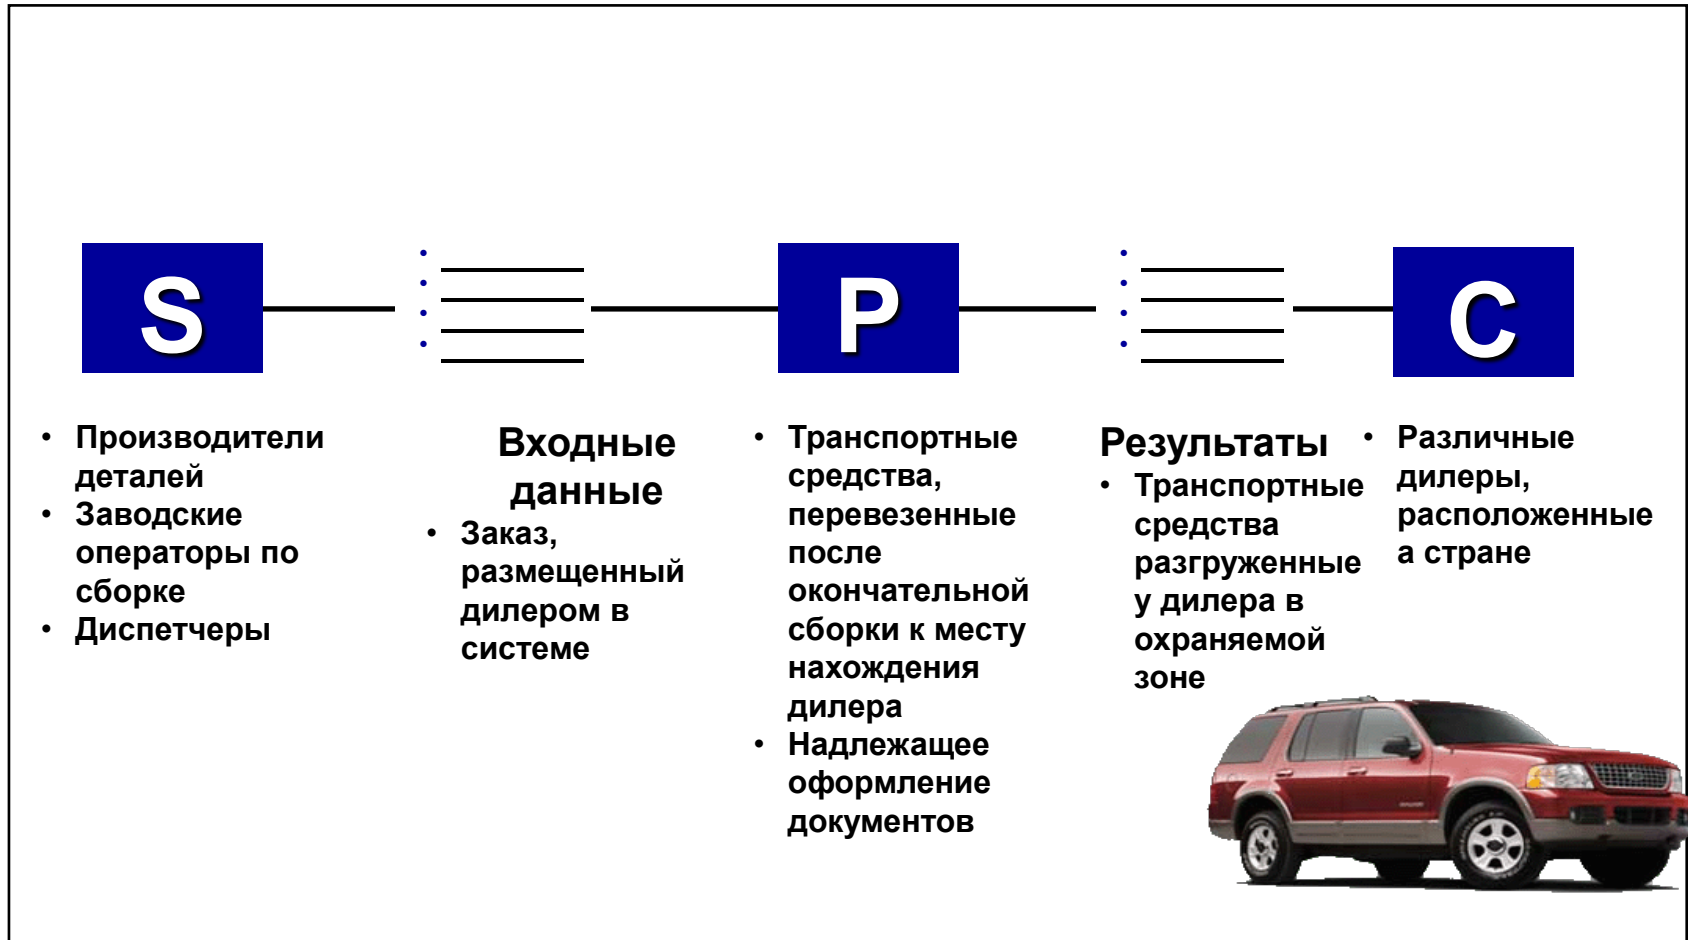 S
P
C
• Производители
деталей
• Заводские
операторы по
сборке
• Диспетчеры
Входные
данные
• Заказ,
размещенный
дилером в
системе
• Транспортные
средства,
перевезенные
после
окончательной
сборки к месту
нахождения
дилера
• Надлежащее
оформление
документов
Результаты
• Транспортные
средства
разгруженные
у дилера в
охраняемой
зоне
• Различные
дилеры,
расположенные
а стране